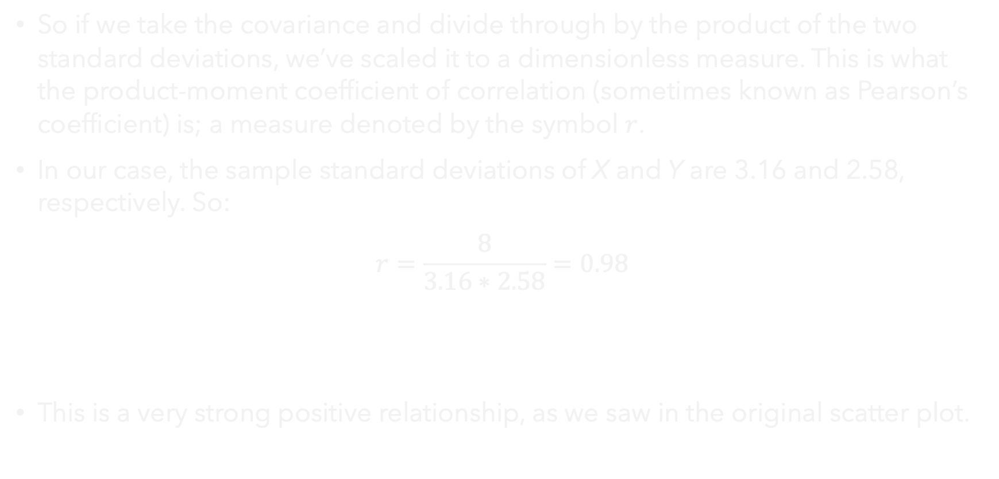 • So if we take the covariance and divide through by the product of the two
standard deviations, we’ve scaled it to a dimensionless measure. This is what
the product-moment coefficient of correlation (sometimes known as Pearson’s
coefficient) is; a measure denoted by the symbol r.
• In our case, the sample standard deviations of X and Y are 3.16 and 2.58,
respectively. So:
r = 8 / 3.16 * 2.58 = 0.98
• This is a very strong positive relationship, as we saw in the original scatter plot.